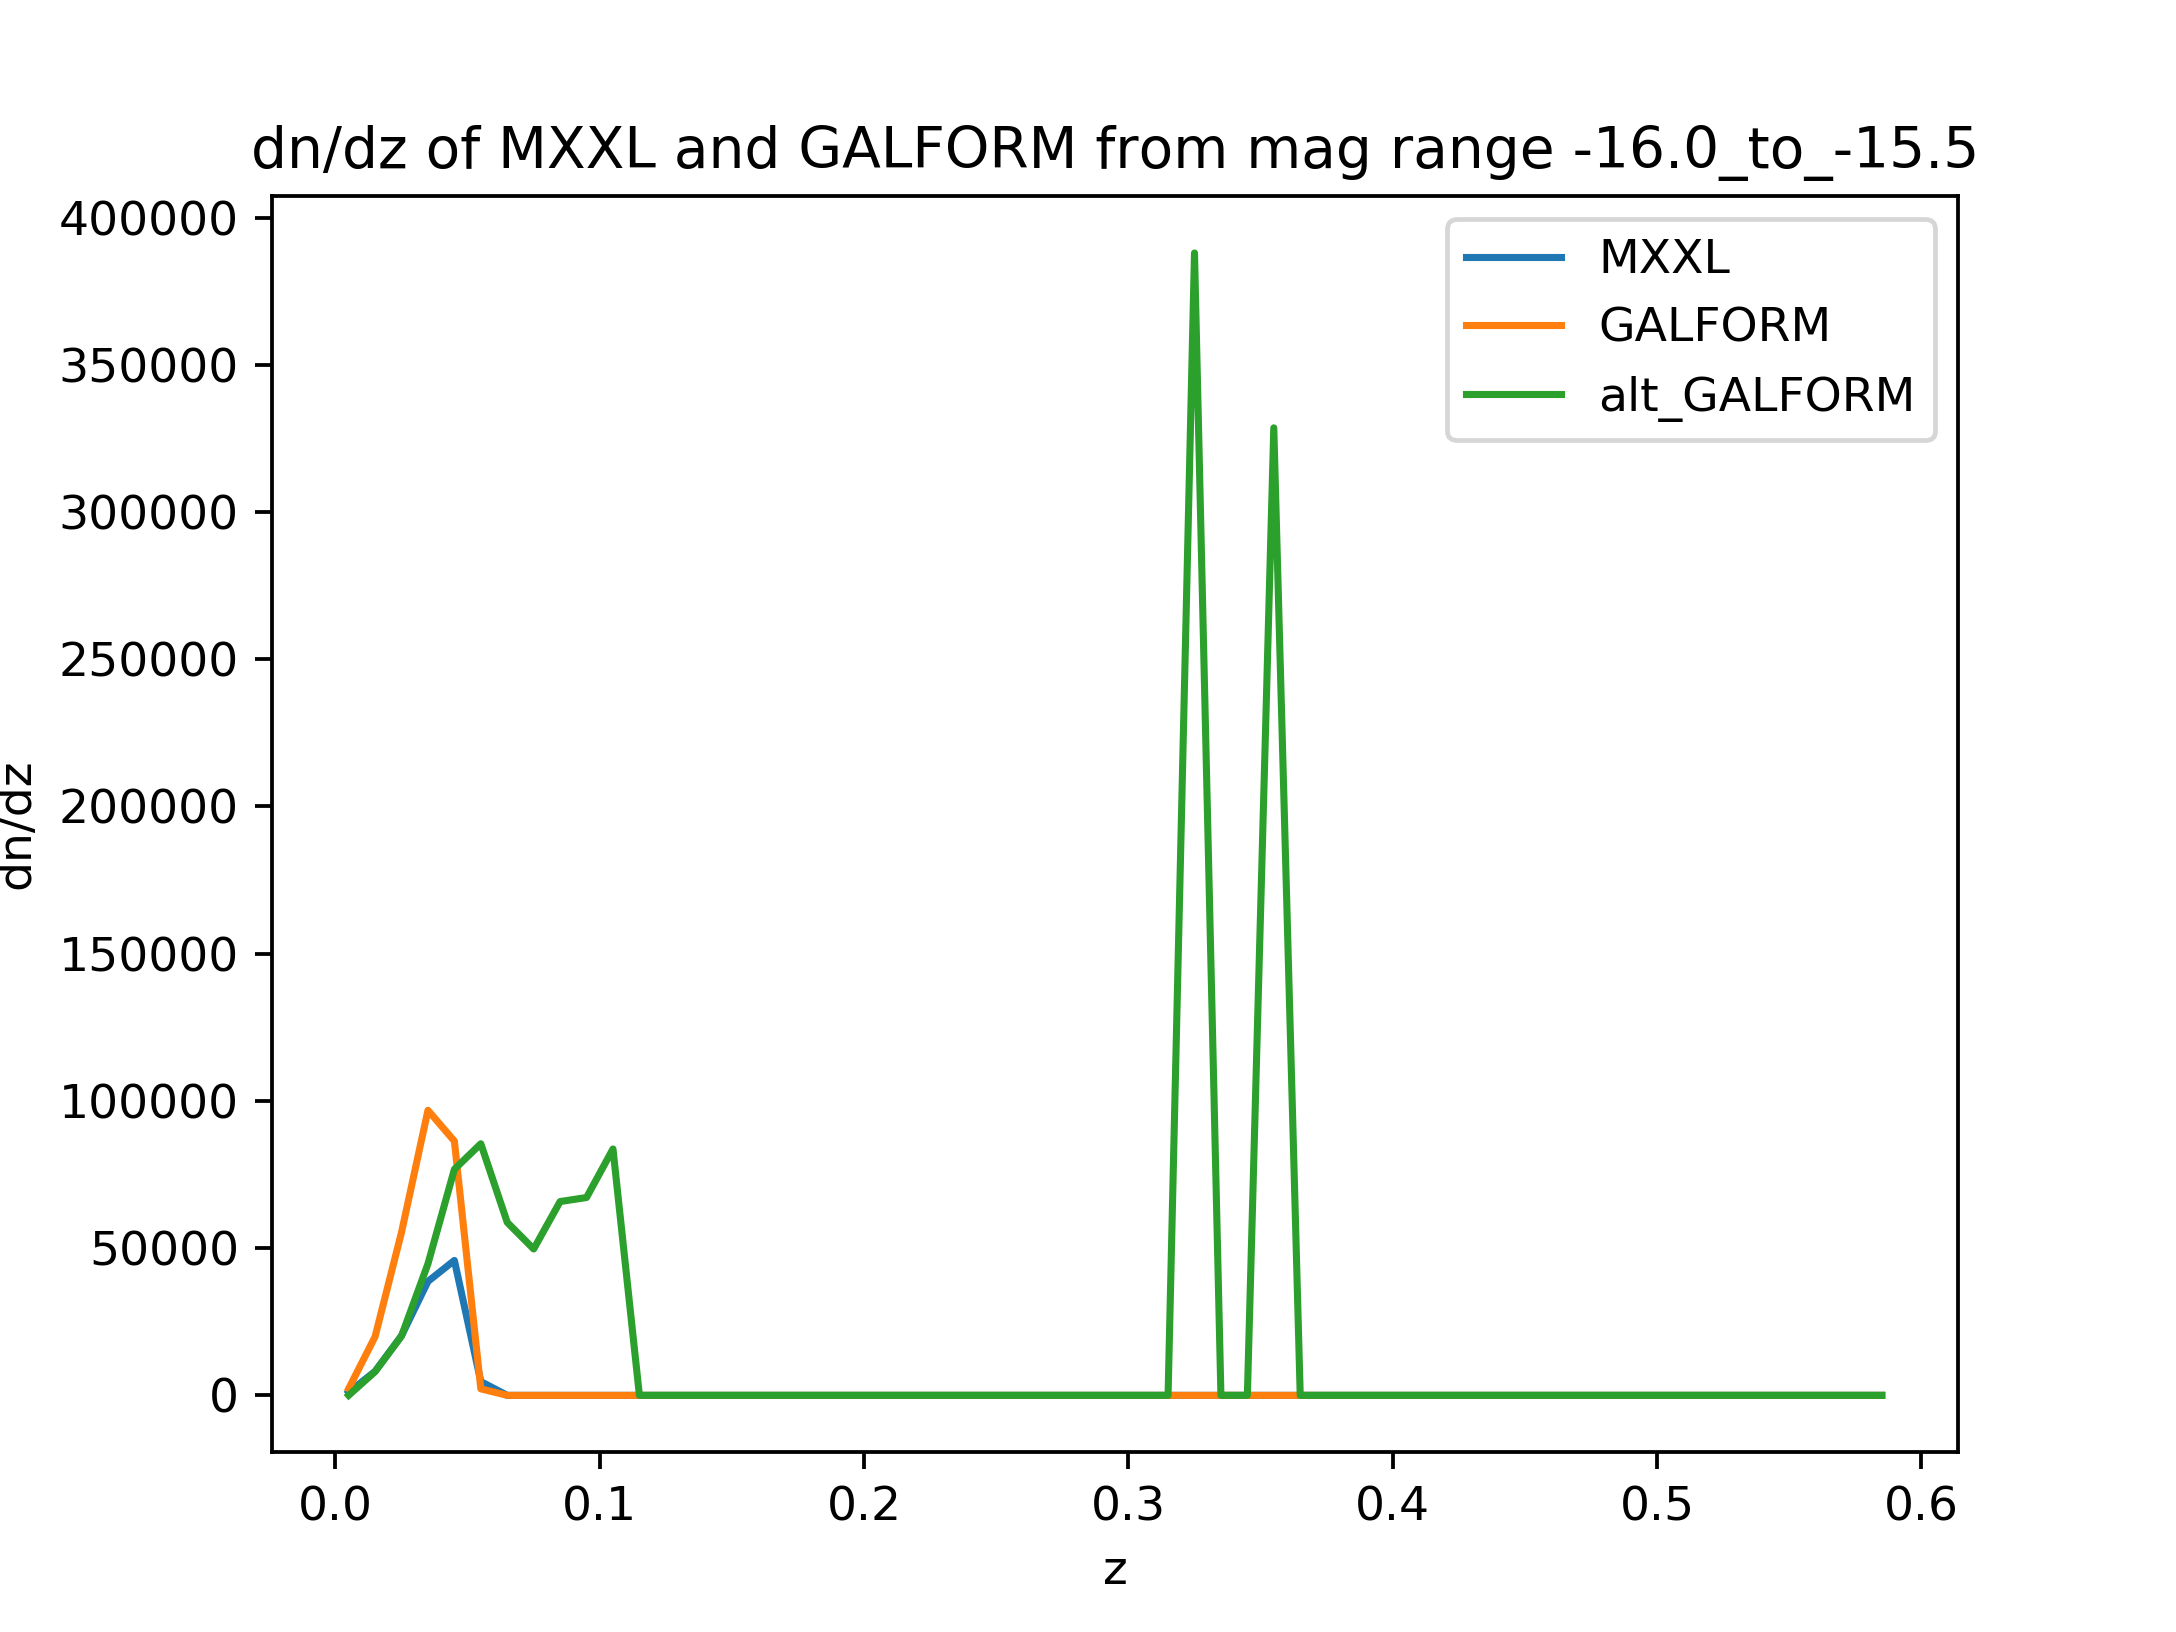 dn/dz of MXXL and GALFORM from mag range -16.0_to_-15.5
400000
350000
300000
250000
200000
150000
100000
50000
0
dn/dz
MXXL
GALFORM
alt_GALFORM
0.0 0.1 0.2 0.3 0.4 0.5 0.6
z